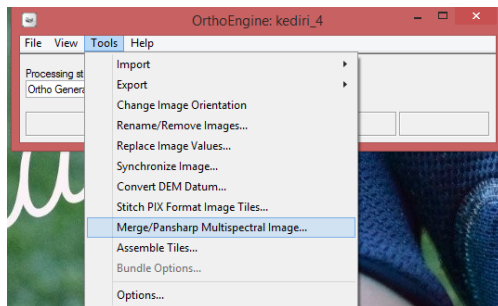 OrthoEngine: kediri_4
File View Tools Help
Processing st
Ortho Genera
Import
Export
Change Image Orientation
Rename/Remove Images...
Replace Image Values...
Synchronize Image...
Convert DEM Datum...
Stitch PIX Format Image Tiles...
Merge/Pansharp Multispectral Image...
Assemble Tiles...
Bundle Options...
Options...